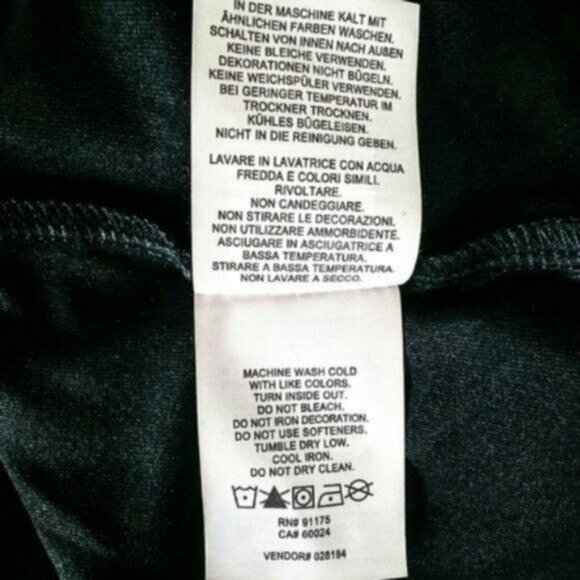 IN DER MASCHINE KALT MIT
ÄHNLICHEN FARBEN WASCHEN.
SCHALTEN VON INNEN NACH AUßEN
KEINE BLEICHE VERWENDEN.
DEKORATIONEN NICHT BÜGELN.
KEINE WEICHSPÜLER VERWENDEN.
BEI GERINGER TEMPERATUR IM
TROCKNER TROCKNEN.
KÜHLES BÜGELEISEN.
NICHT IN DIE REINIGUNG GEBEN.
LAVARE IN LAVATRICE CON ACQUA
FREDDA E COLORI SIMILI.
RIVOLTARE.
NON CANDEGGIARE.
NON STIRARE LE DECORAZIONI.
NON UTILIZZARE AMMORBIDENTE.
ASCIUGARE IN ASCIUGATRICE A
BASSA TEMPERATURA.
STIRARE A BASSA TEMPERATURA.
NON LAVARE A SECCO.
MACHINE WASH COLD
WITH LIKE COLORS.
TURN INSIDE OUT.
DO NOT BLEACH.
DO NOT IRON DECORATION.
DO NOT USE SOFTENERS.
TUMBLE DRY LOW.
COOL IRON.
DO NOT DRY CLEAN.
RN# 91175
CA# 60024
VENDOR# 028184